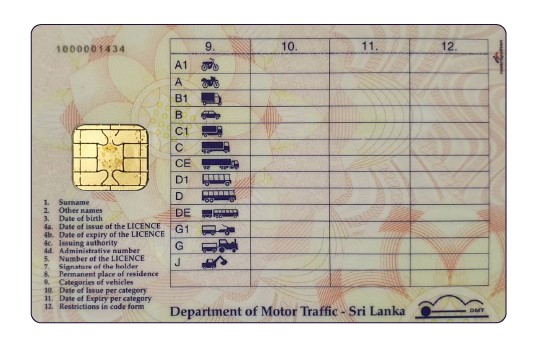 1000001434
9. 10. 11. 12.
A1
A
B1
B
C1
C
CE
D1
D
DE
G1
G
J
1. Surname
2. Other names
3. Date of birth
4a. Date of issue of the LICENCE
4b. Date of expiry of the LICENCE
4c. Issuing authority
4d. Administrative number
5. Number of the LICENCE
7. Signature of the holder
8. Permanent place of residence
9. Categories of vehicles
10. Date of Issue per category
11. Date of Expiry per category
12. Restrictions in code form
Department of Motor Traffic - Sri Lanka
DMT